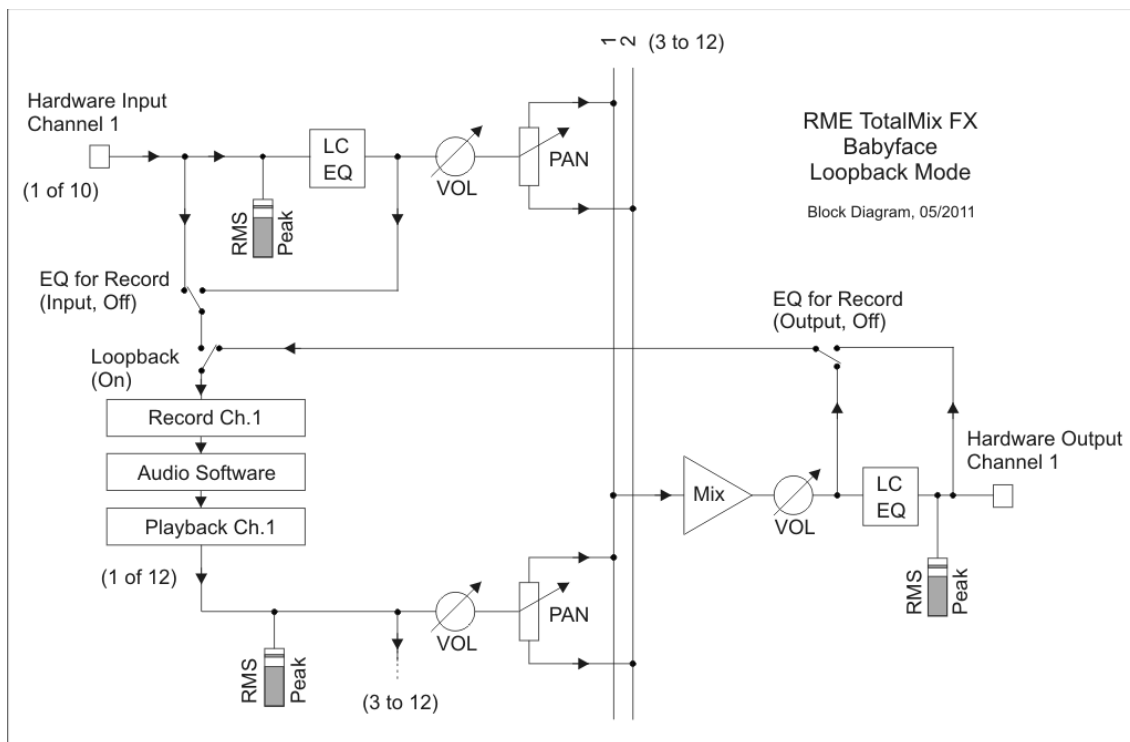 1
2
(3 to 12)
Hardware Input
Channel 1
(1 of 10)
LC
EQ
VOL
PAN
RMS
Peak
RME TotalMix FX
Babyface
Loopback Mode
Block Diagram, 05/2011
EQ for Record
(Input, Off)
EQ for Record
(Output, Off)
Loopback
(On)
Record Ch.1
Audio Software
Playback Ch.1
(1 of 12)
Hardware Output
Channel 1
Mix
VOL
LC
EQ
RMS
Peak
VOL
PAN
RMS
Peak
(3 to 12)